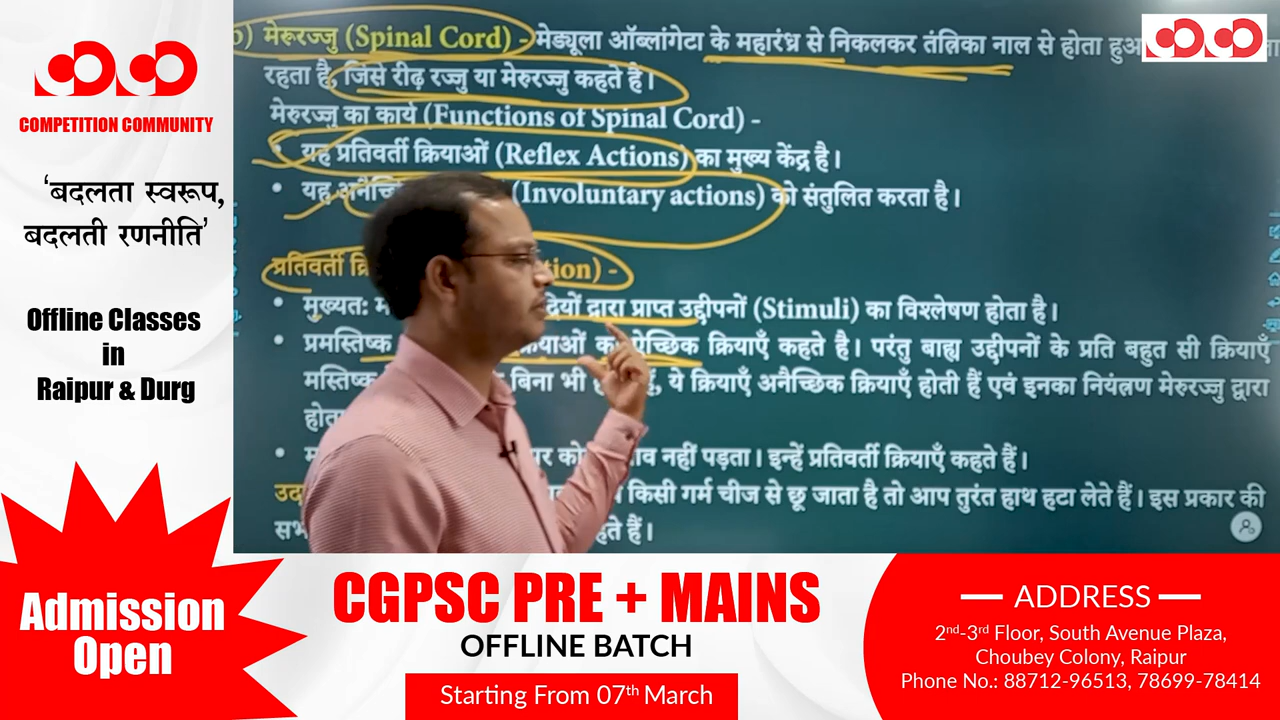 COMPETITION COMMUNITY
‘बदलता स्वरूप,
बदलती रणनीति’
Offline Classes
in
Raipur & Durg
Admission
Open
) मेरूरज्जु (Spinal Cord) - मेड्यूला ऑब्लांगेटा के महारंध्र से निकलकर तंत्रिका नाल से होता हुआ
रहता है, जिसे रीढ़ रज्जु या मेरुरज्जु कहते है।
मेरुरज्जु का कार्य (Functions of Spinal Cord) -
• यह प्रतिवर्ती क्रियाओं (Reflex Actions) का मुख्य केंद्र है।
• यह (Involuntary actions) को संतुलित करता है।
प्रतिवर्ती tion) -
• मुख्यतः द्वारा प्राप्त उद्दीपनों (Stimuli) का विश्लेषण होता है।
• प्रमस्तिष्क क्रियाएँ कहते है। परंतु बाह्य उद्दीपनों के प्रति बहुत सी क्रियाएँ
मस्तिष्क बिना भी ये क्रियाएँ अनैच्छिक क्रियाएँ होती हैं एवं इनका नियंत्रण मेरुरज्जु द्वारा
होता
• पर नहीं पड़ता। इन्हें प्रतिवर्ती क्रियाएँ कहते हैं।
किसी गर्म चीज से छू जाता है तो आप तुरंत हाथ हटा लेते हैं। इस प्रकार की
हैं।
CGPSC PRE + MAINS
OFFLINE BATCH
Starting From 07th March
ADDRESS
2nd-3rd Floor, South Avenue Plaza,
Choubey Colony, Raipur
Phone No.: 88712-96513, 78699-78414